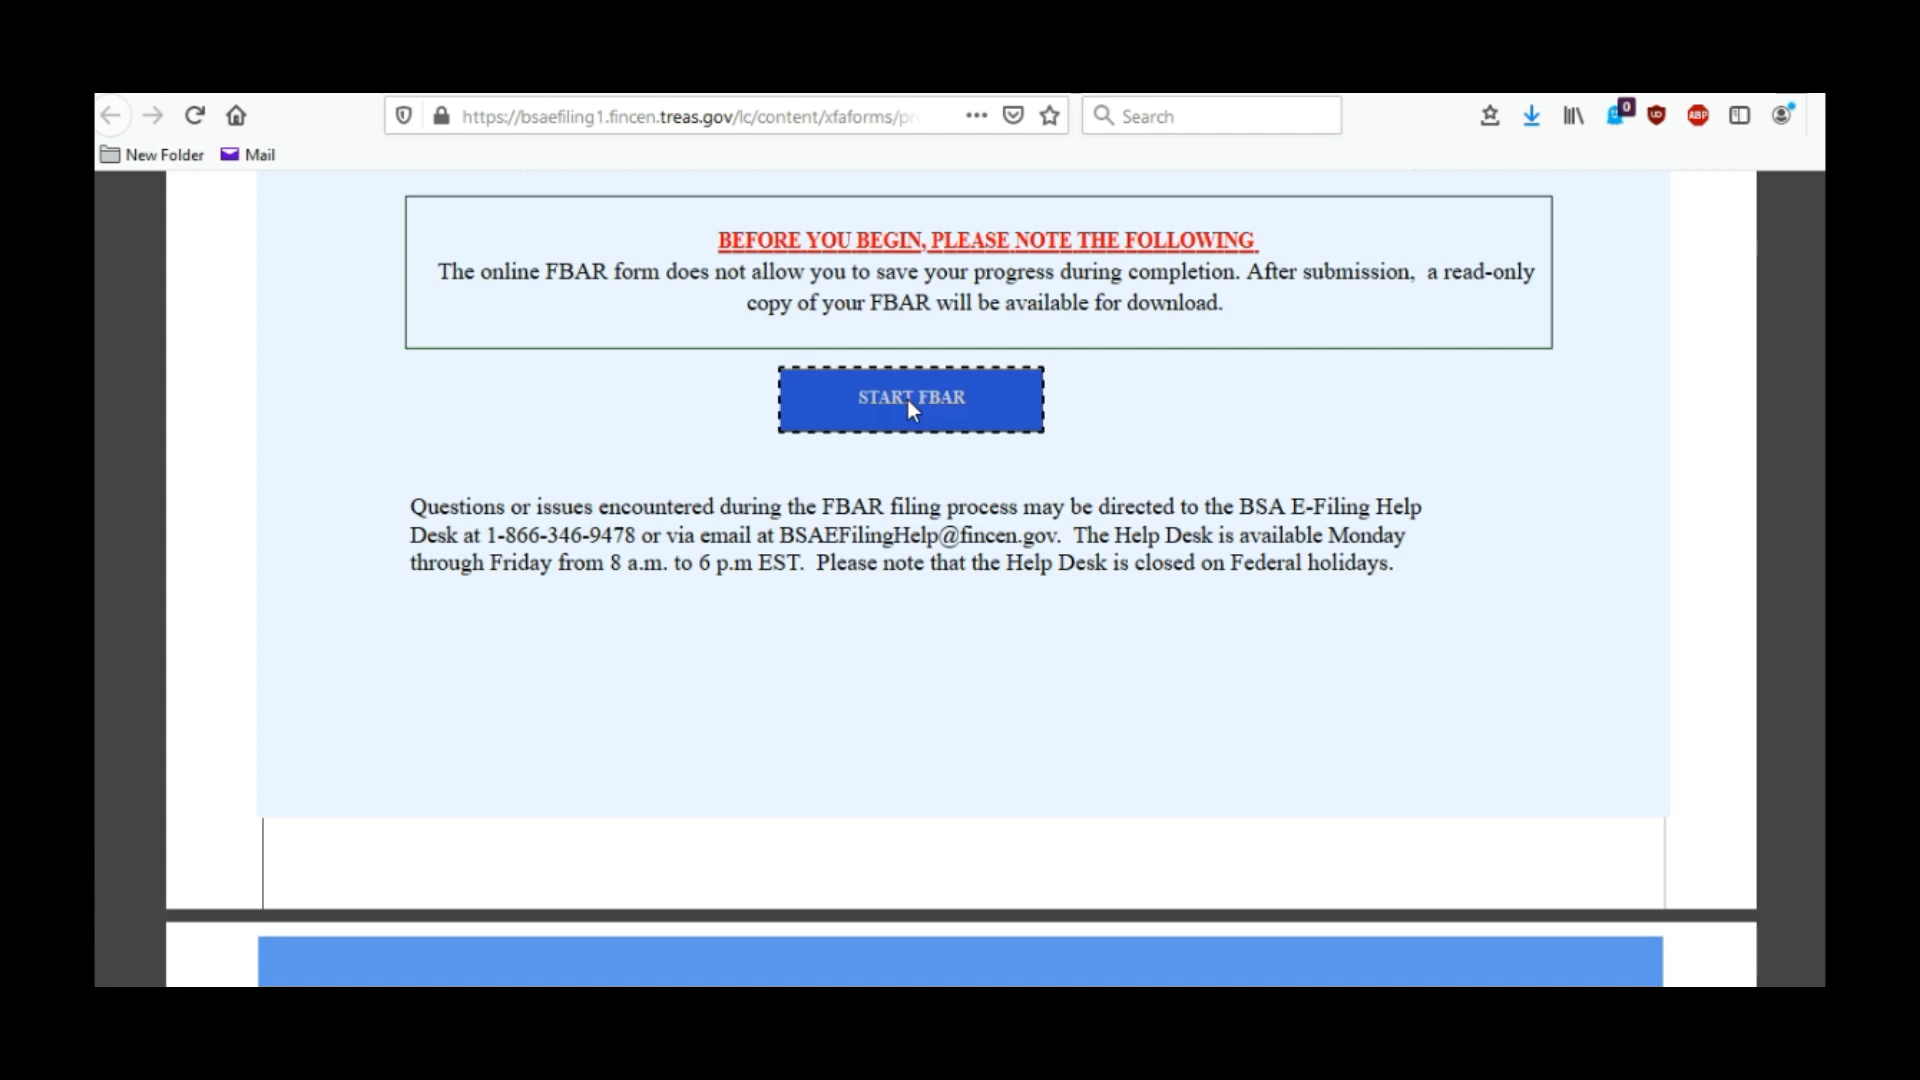 https://bsaefiling1.fincen.treas.gov/lc/content/xfaforms/pr
Search
0
UO
ABP
New Folder
Mail
BEFORE YOU BEGIN, PLEASE NOTE THE FOLLOWING
The online FBAR form does not allow you to save your progress during completion. After submission, a read-only
copy of your FBAR will be available for download.
START FBAR
Questions or issues encountered during the FBAR filing process may be directed to the BSA E-Filing Help
Desk at 1-866-346-9478 or via email at BSAEFilingHelp@fincen.gov. The Help Desk is available Monday
through Friday from 8 a.m. to 6 p.m EST. Please note that the Help Desk is closed on Federal holidays.